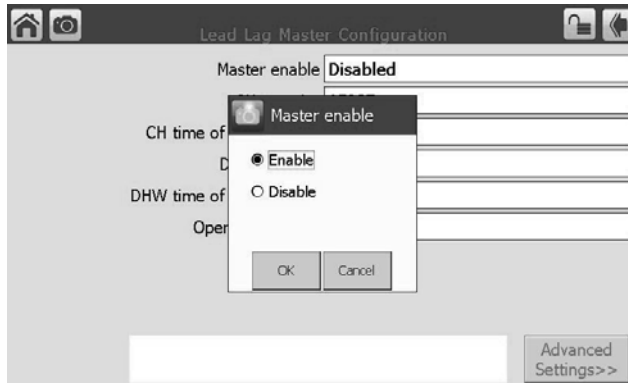 Lead Lag Master Configuration
Master enable Disabled
Master enable
CH time of
Enable
D
Disable
DHW time of
Oper
OK Cancel
Advanced
Settings>>